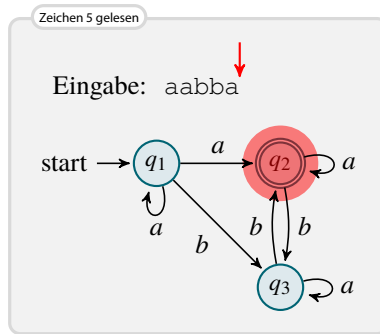 Zeichen 5 gelesen
Eingabe: aabba
start q1 a q2 a
a b b b
q3 a